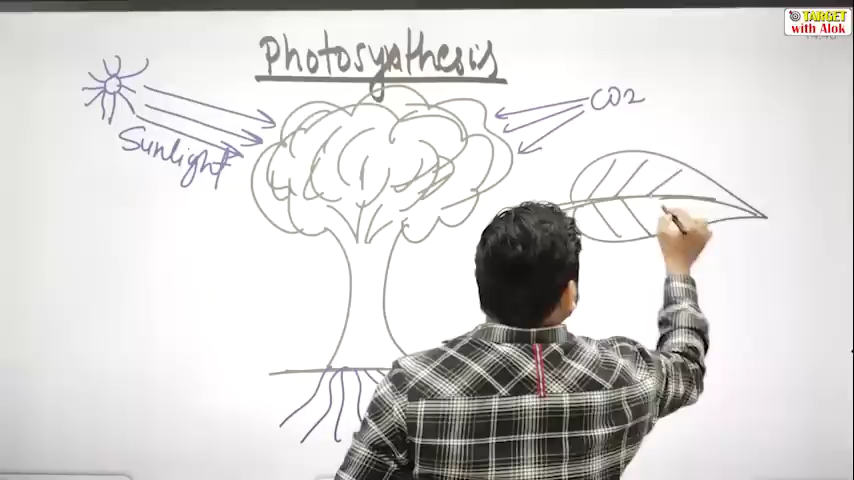 TARGET
with Alok
Photosynthesis
CO2
Sunlight